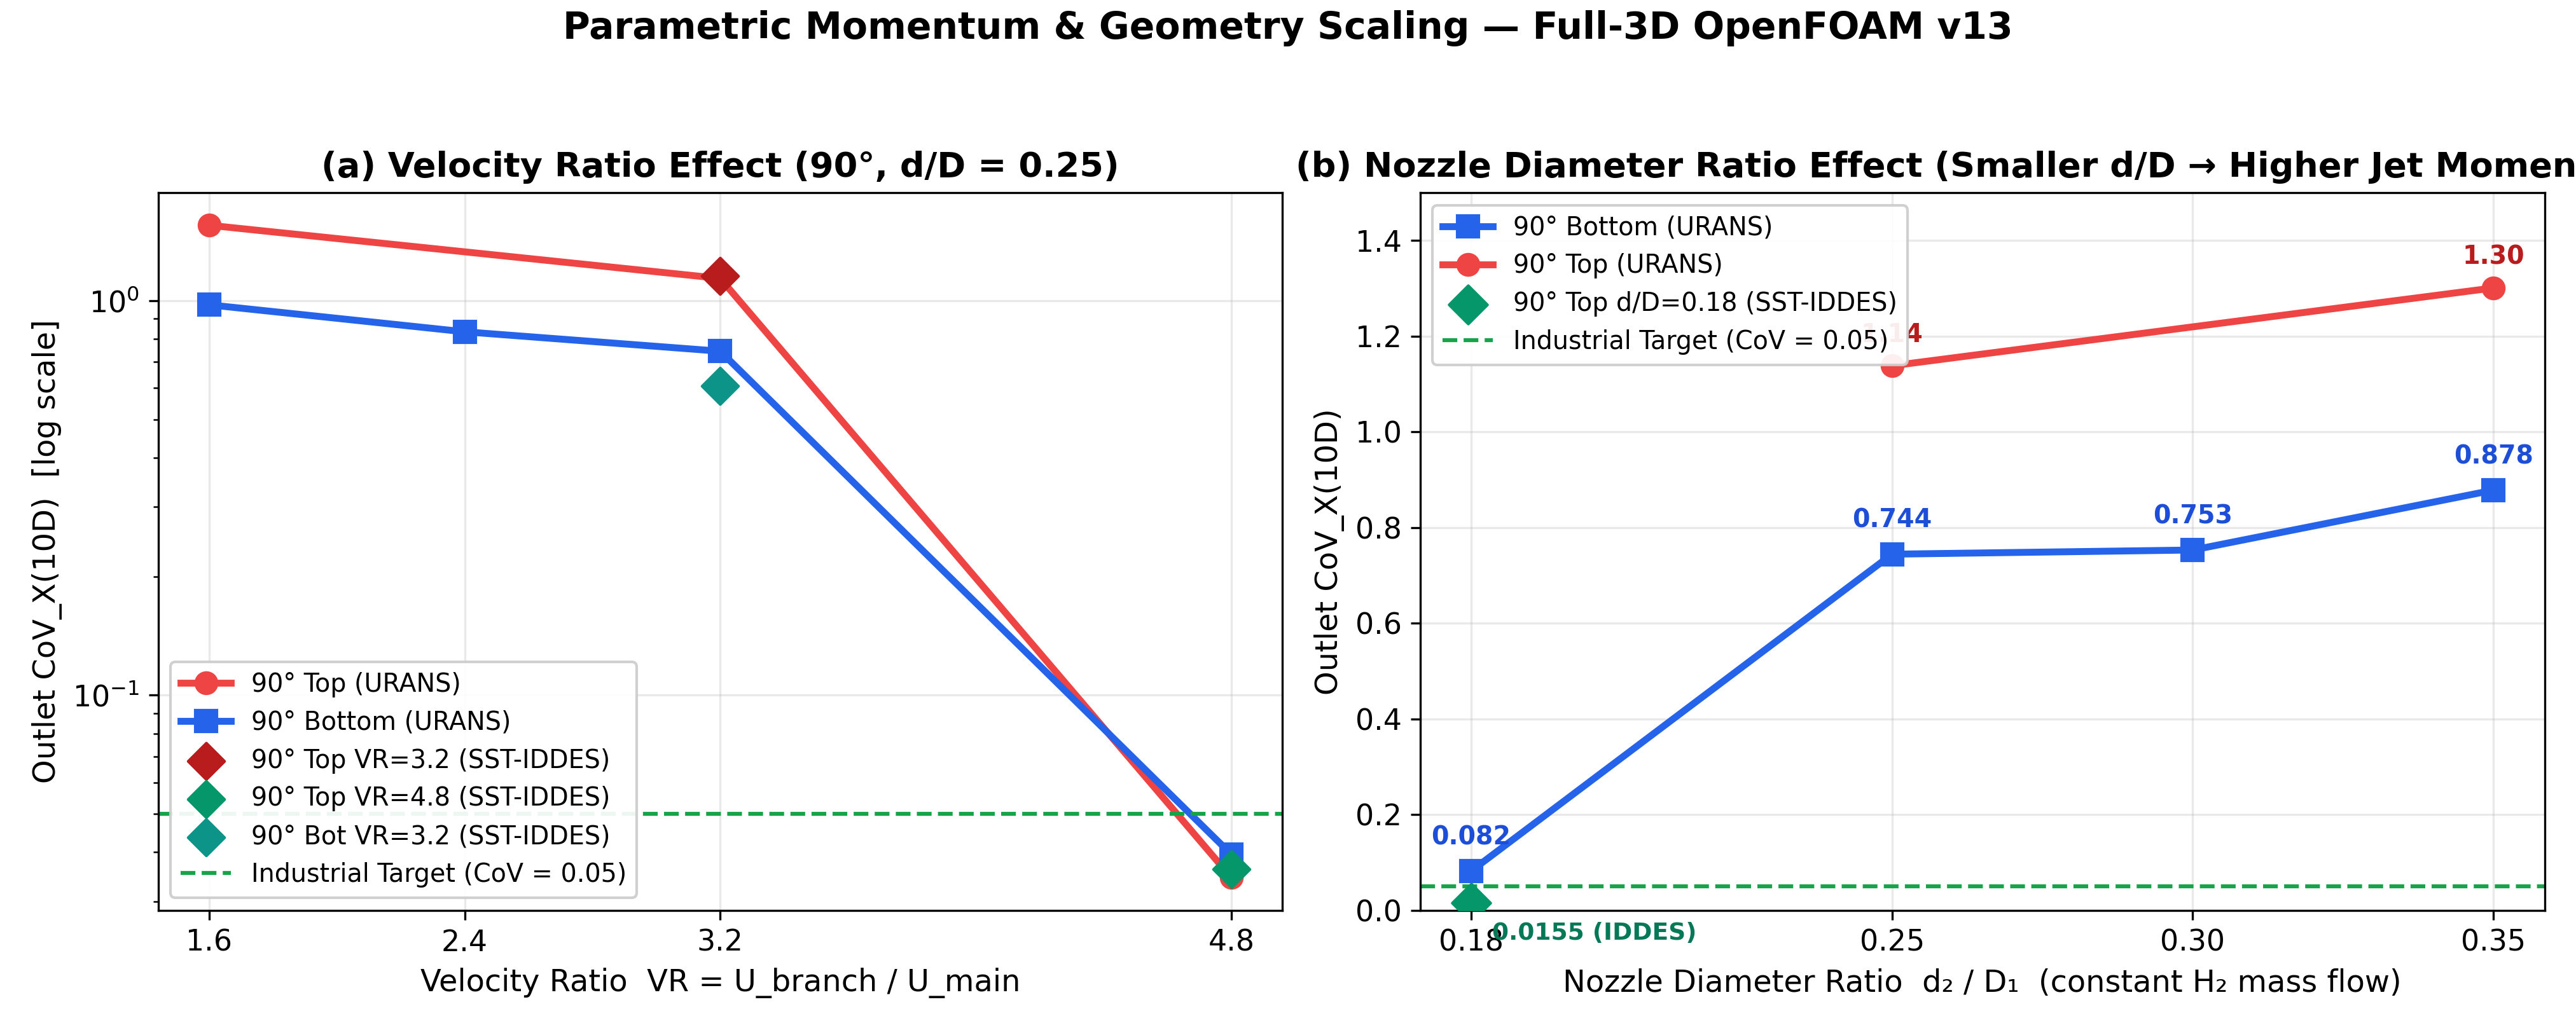 Parametric Momentum & Geometry Scaling — Full-3D OpenFOAM v13
(a) Velocity Ratio Effect (90°, d/D = 0.25)
Outlet CoV_X(10D)  [log scale]
10⁰
10⁻¹
90° Top (URANS)
90° Bottom (URANS)
90° Top VR=3.2 (SST-IDDES)
90° Top VR=4.8 (SST-IDDES)
90° Bot VR=3.2 (SST-IDDES)
Industrial Target (CoV = 0.05)
1.6
2.4
3.2
4.8
Velocity Ratio  VR = U_branch / U_main
(b) Nozzle Diameter Ratio Effect (Smaller d/D → Higher Jet Momen
Outlet CoV_X(10D)
1.4
1.2
1.0
0.8
0.6
0.4
0.2
0.0
90° Bottom (URANS)
90° Top (URANS)
90° Top d/D=0.18 (SST-IDDES)
Industrial Target (CoV = 0.05)
1.30
0.878
0.744
0.753
0.082
0.0155 (IDDES)
0.18
0.25
0.30
0.35
Nozzle Diameter Ratio  d₂ / D₁  (constant H₂ mass flow)